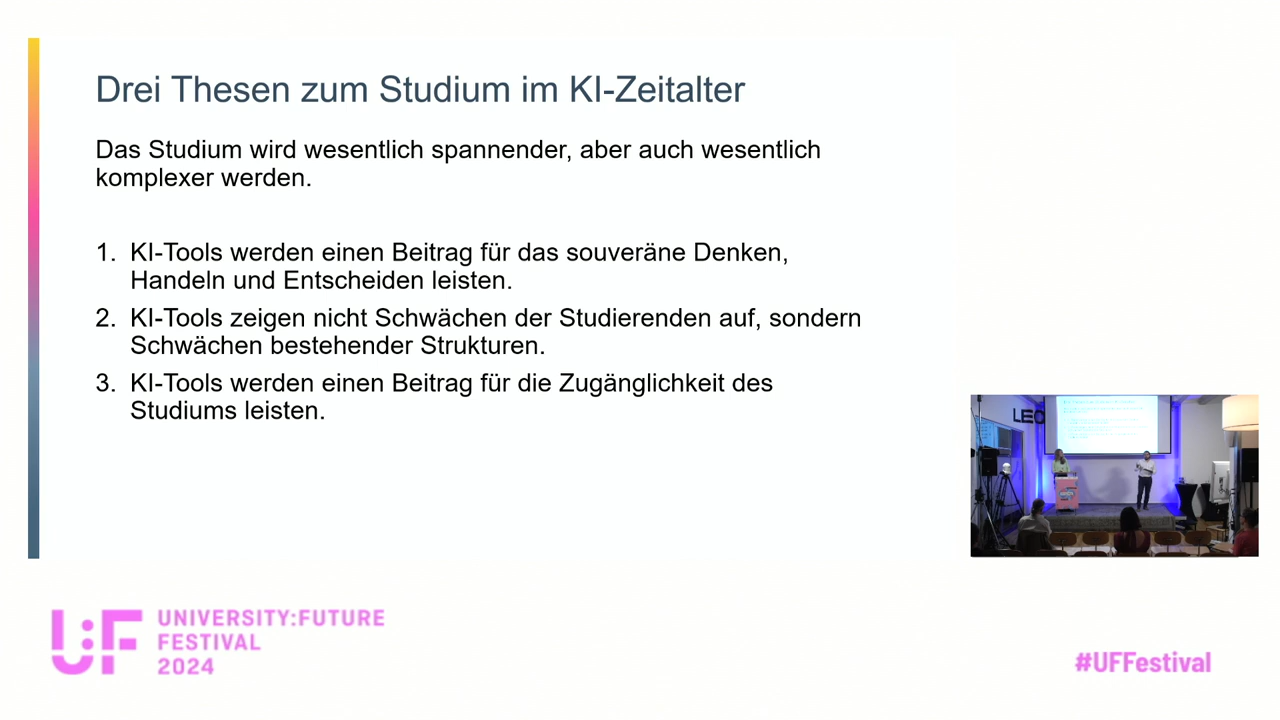 Drei Thesen zum Studium im KI-Zeitalter
Das Studium wird wesentlich spannender, aber auch wesentlich
komplexer werden.
1. KI-Tools werden einen Beitrag für das souveräne Denken,
Handeln und Entscheiden leisten.
2. KI-Tools zeigen nicht Schwächen der Studierenden auf, sondern
Schwächen bestehender Strukturen.
3. KI-Tools werden einen Beitrag für die Zugänglichkeit des
Studiums leisten.
LEO
U:F
UNIVERSITY:FUTURE
FESTIVAL
2024
#UFFestival